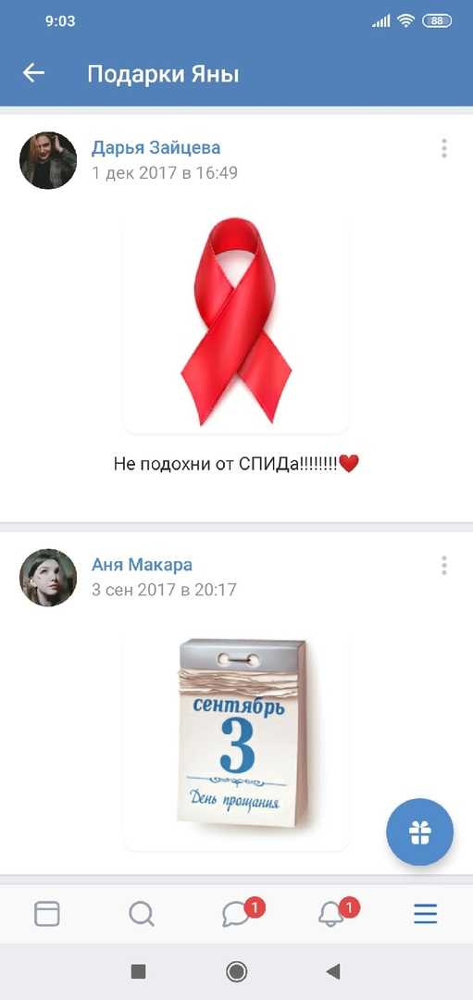 9:03
88
Подарки Яны
Дарья Зайцева
1 дек 2017 в 16:49
Не подохни от СПИДа!!!!!!!!❤️
Аня Макара
3 сен 2017 в 20:17
сентябрь
3
День прощания
1
1